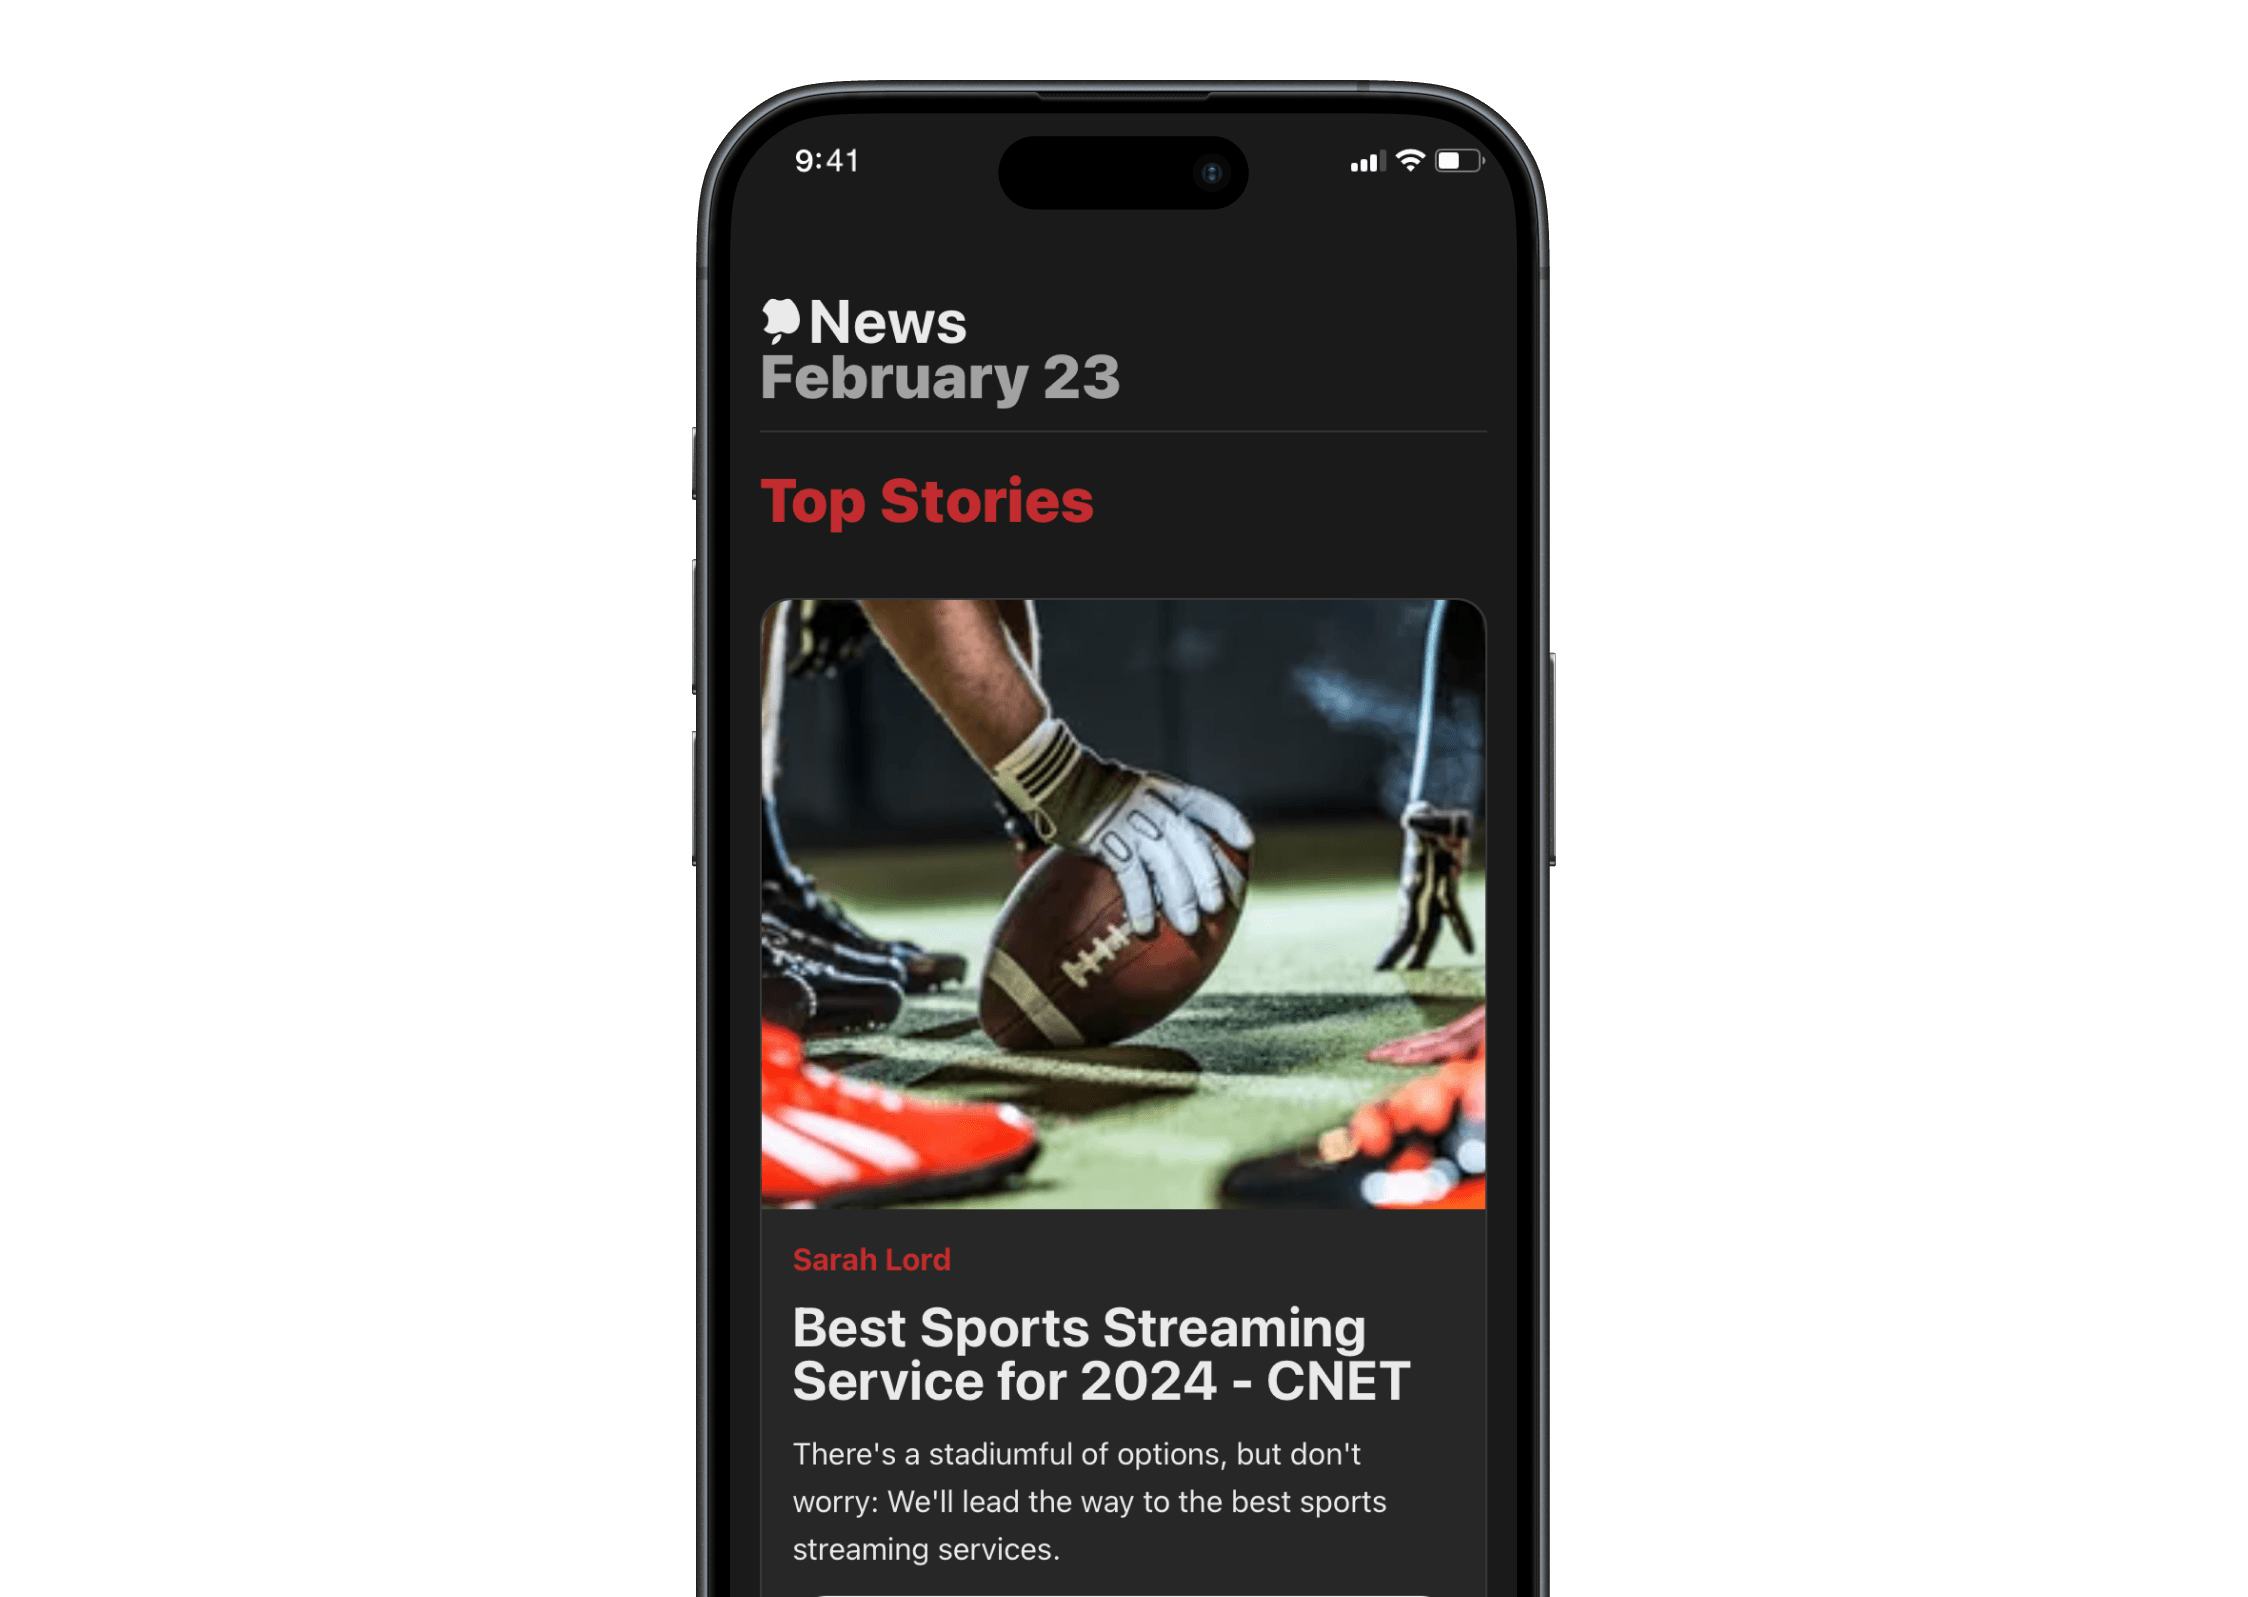 9:41
News
February 23
Top Stories
Sarah Lord
Best Sports Streaming
Service for 2024 - CNET
There's a stadiumful of options, but don't
worry: We'll lead the way to the best sports
streaming services.